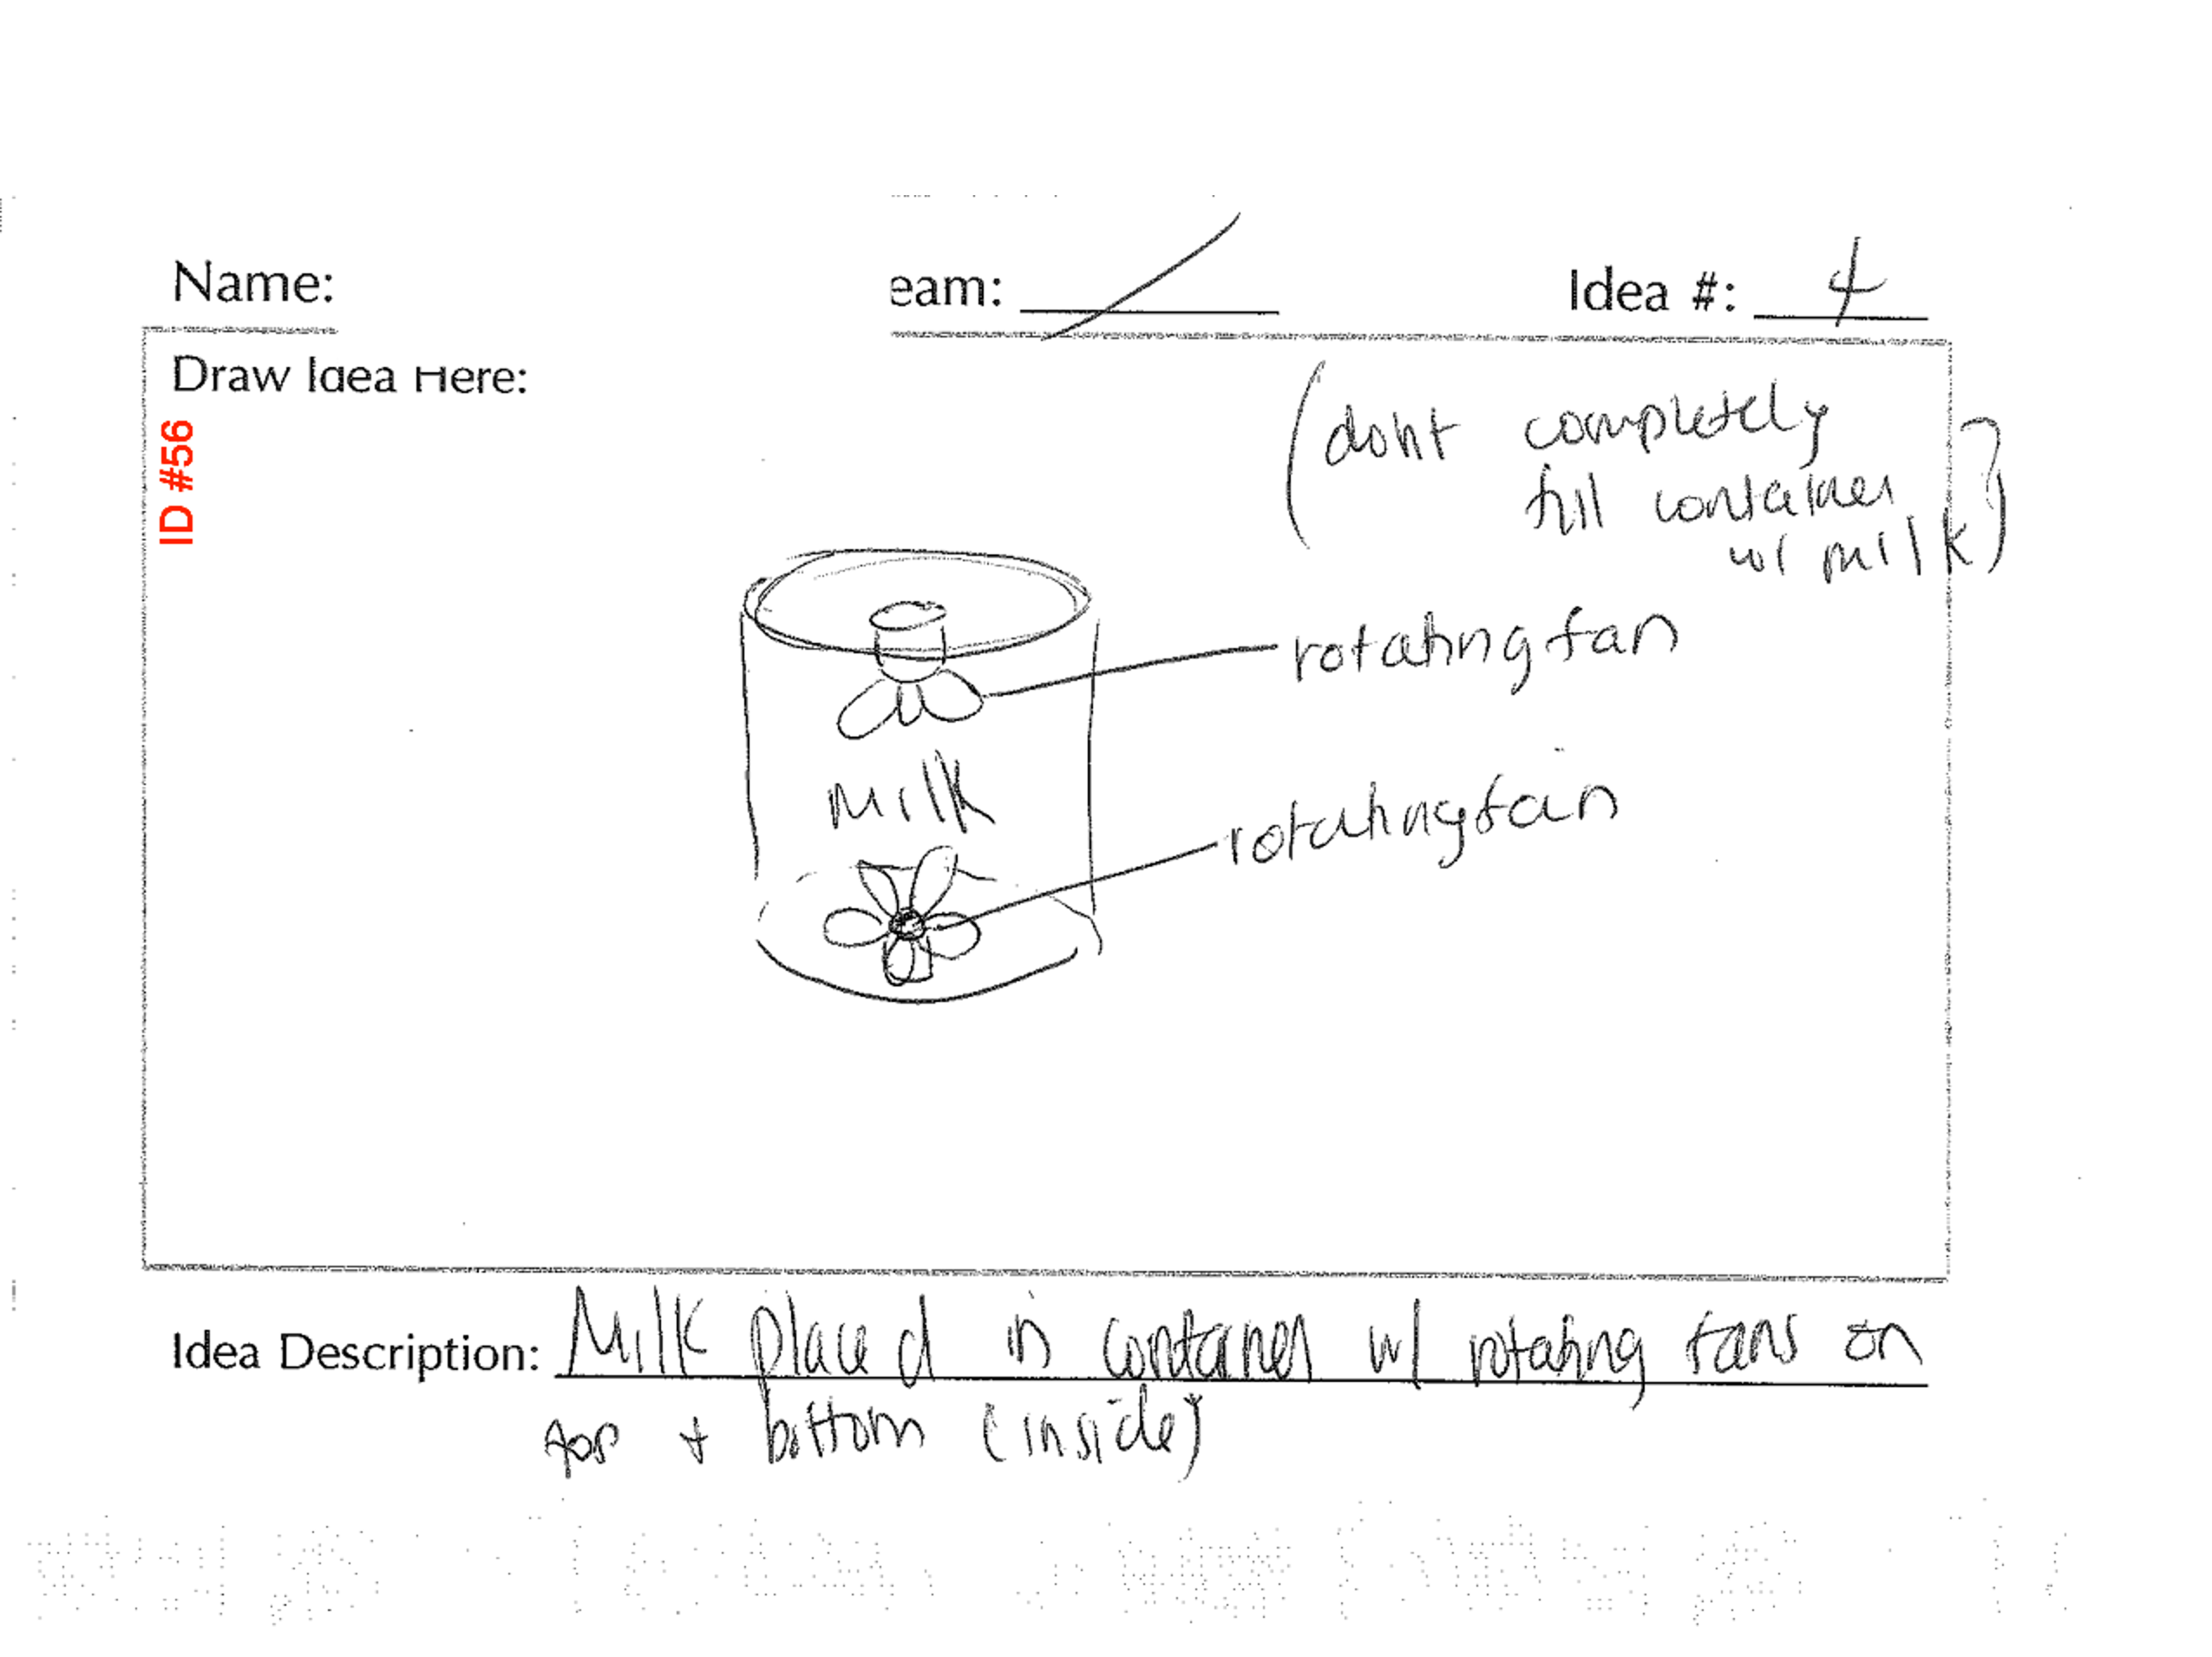 Name:
eam:
Idea #: 4
Draw Idea Here:
ID #56
(dont completely
fill container
w/ milk)
rotating fan
milk
rotating fan
Idea Description: Milk placed in container w/ rotating fans on
top + bottom (inside)